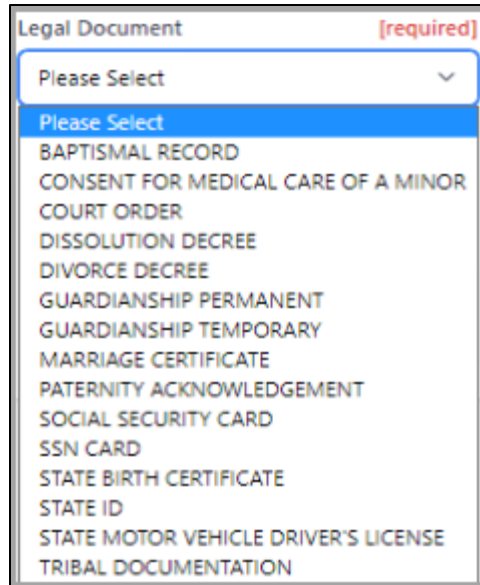 Legal Document [required]
Please Select
Please Select
BAPTISMAL RECORD
CONSENT FOR MEDICAL CARE OF A MINOR
COURT ORDER
DISSOLUTION DECREE
DIVORCE DECREE
GUARDIANSHIP PERMANENT
GUARDIANSHIP TEMPORARY
MARRIAGE CERTIFICATE
PATERNITY ACKNOWLEDGEMENT
SOCIAL SECURITY CARD
SSN CARD
STATE BIRTH CERTIFICATE
STATE ID
STATE MOTOR VEHICLE DRIVER'S LICENSE
TRIBAL DOCUMENTATION